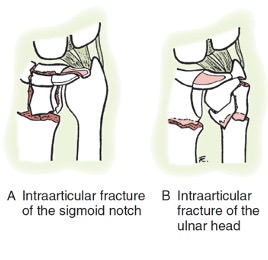 A Intraarticular fracture
of the sigmoid notch
B Intraarticular
fracture of the
ulnar head